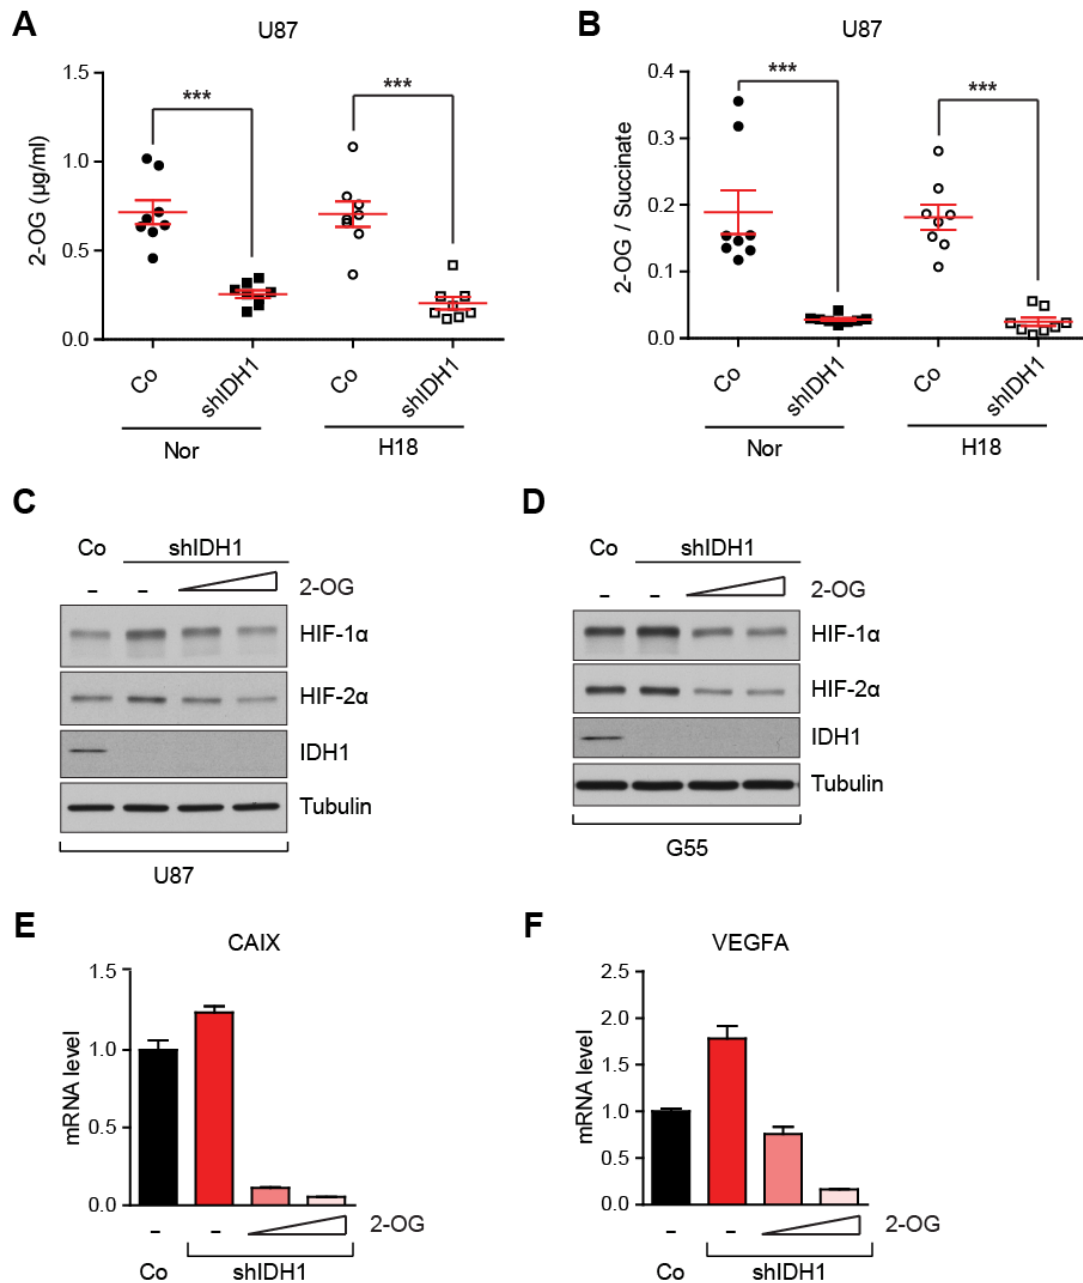 A
U87
2-OG (µg/ml)
1.5
1.0
0.5
0.0
***
***
Co
shIDH1
Co
shIDH1
Nor
H18
B
U87
2-OG / Succinate
0.4
0.3
0.2
0.1
0.0
***
***
Co
shIDH1
Co
shIDH1
Nor
H18
C
Co
shIDH1
– – 2-OG
HIF-1α
HIF-2α
IDH1
Tubulin
U87
D
Co
shIDH1
– – 2-OG
HIF-1α
HIF-2α
IDH1
Tubulin
G55
E
CAIX
mRNA level
1.5
1.0
0.5
0.0
– – 2-OG
Co
shIDH1
F
VEGFA
mRNA level
2.5
2.0
1.5
1.0
0.5
0.0
– – 2-OG
Co
shIDH1